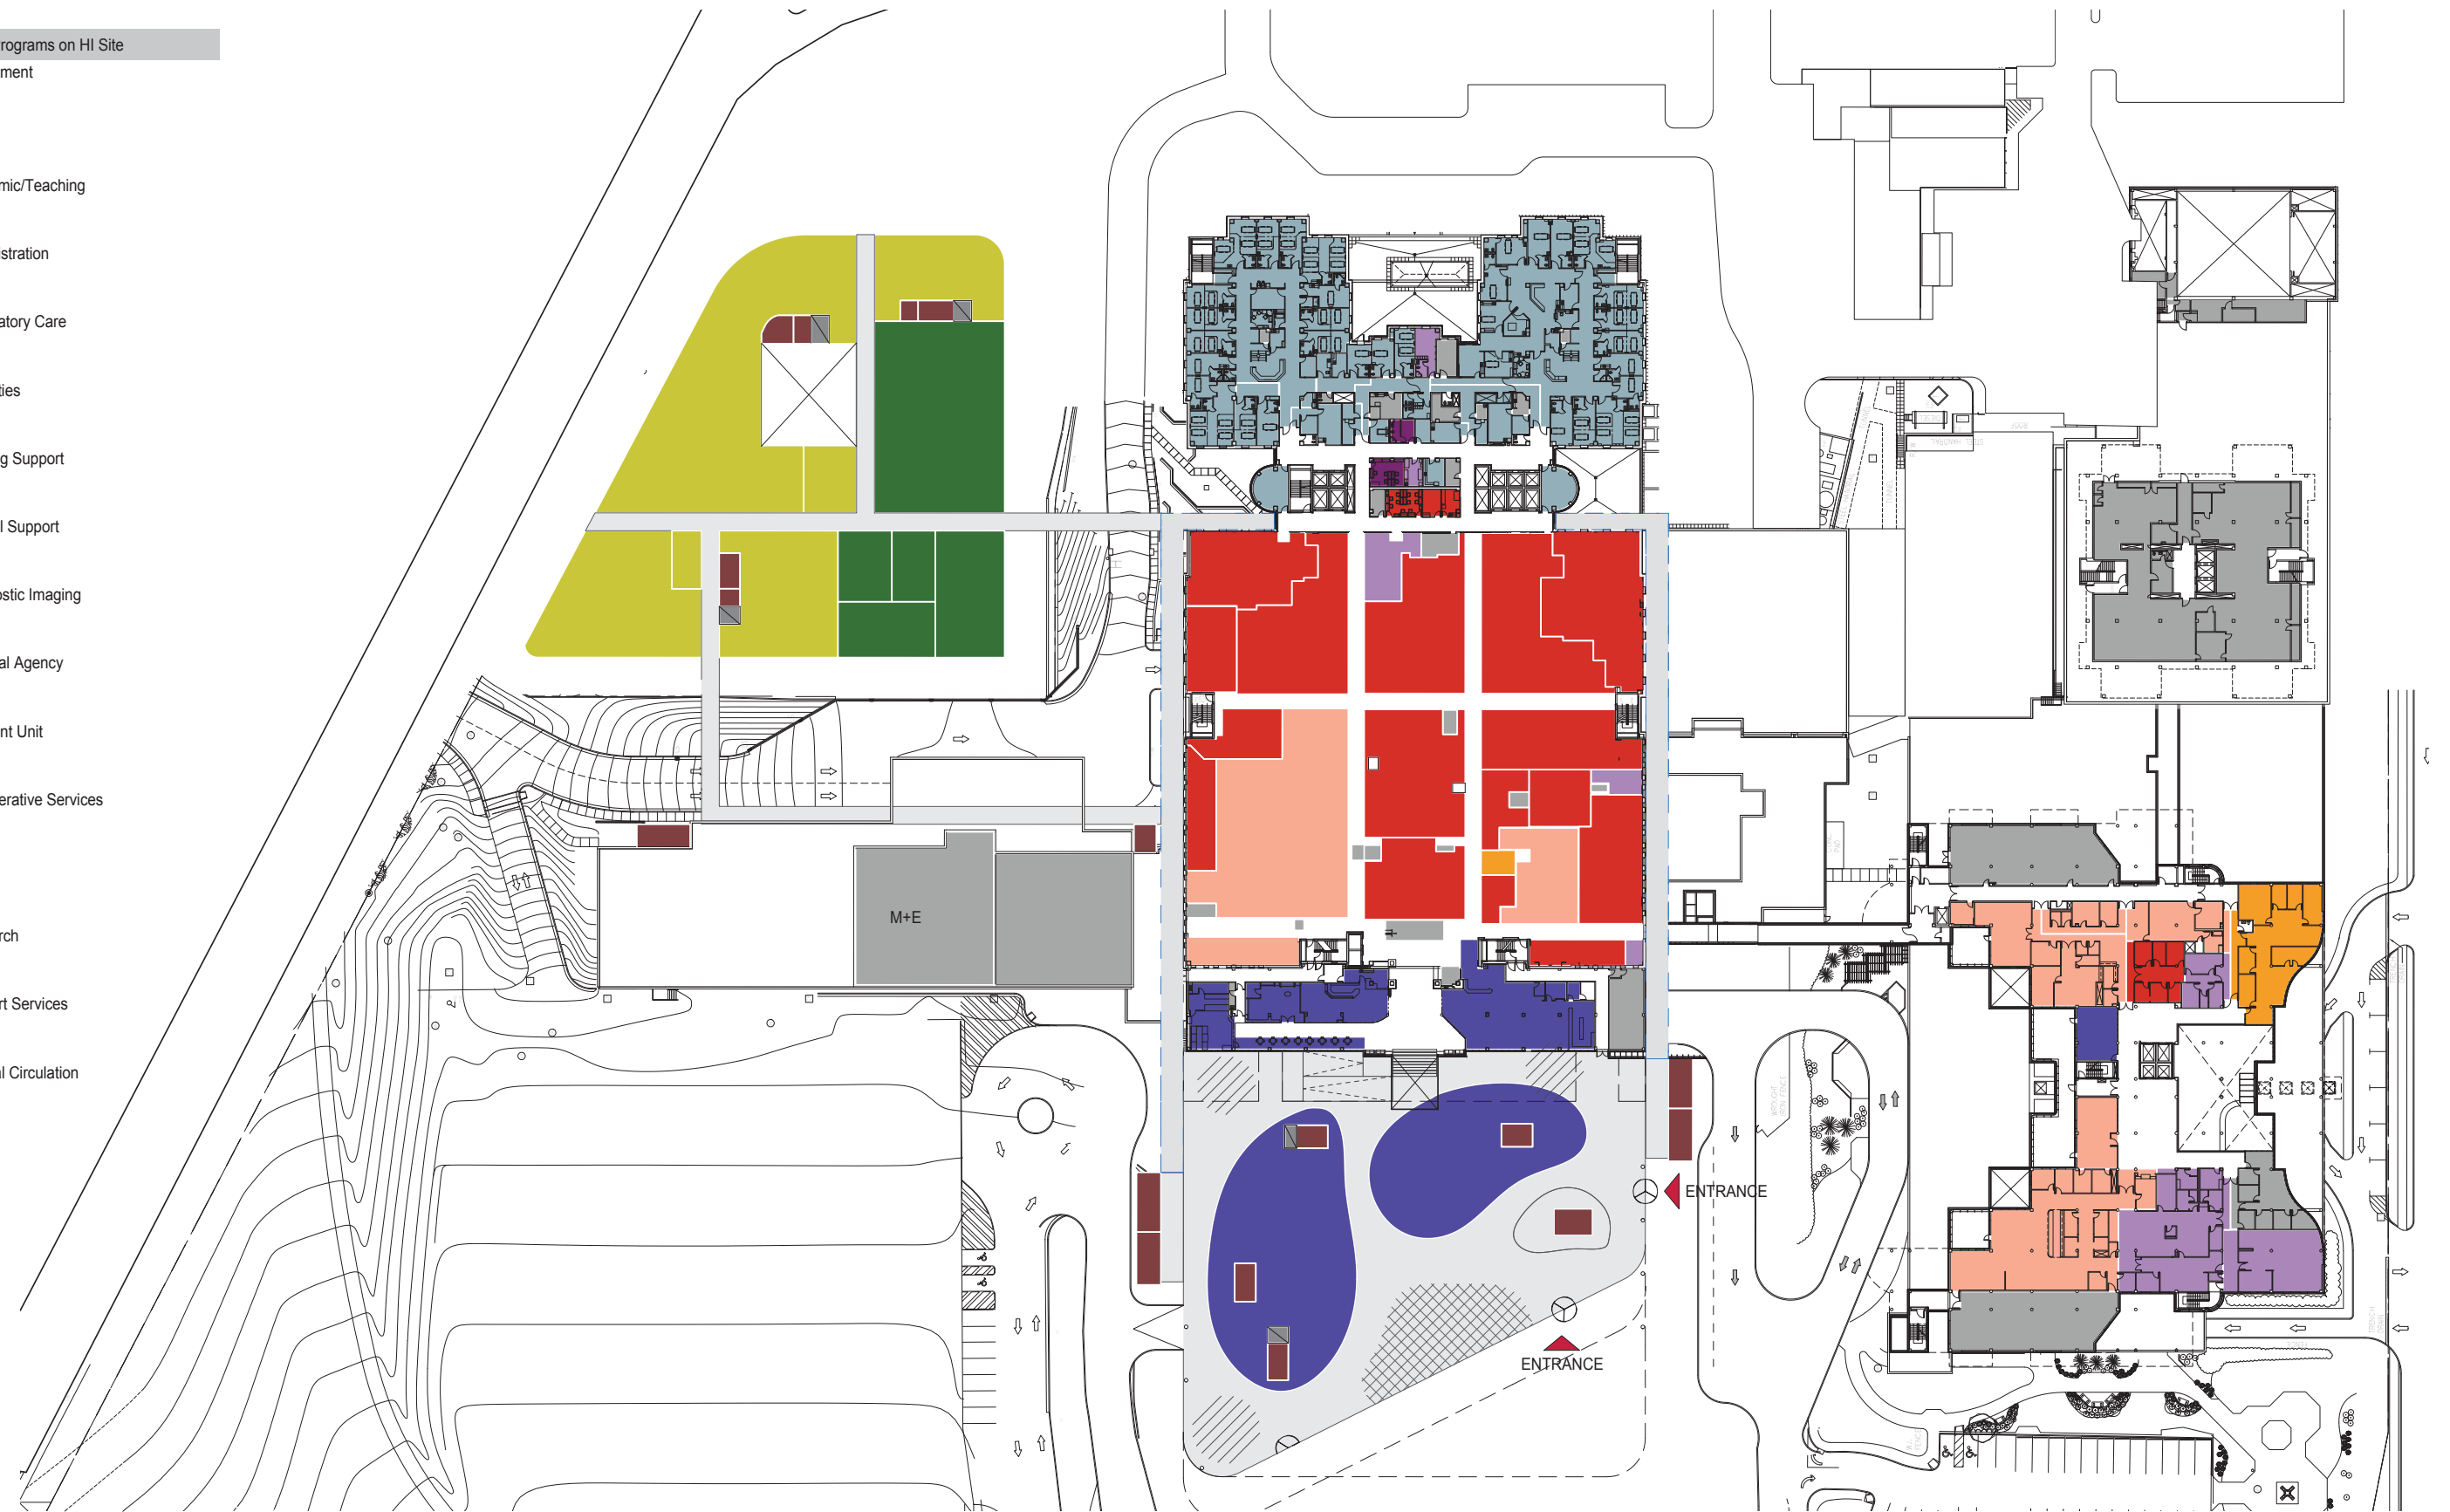 rograms on HI Site
ment
mic/Teaching
stration
atory Care
ties
g Support
l Support
ostic Imaging
al Agency
nt Unit
erative Services
rch
rt Services
al Circulation
M+E
ENTRANCE
ENTRANCE